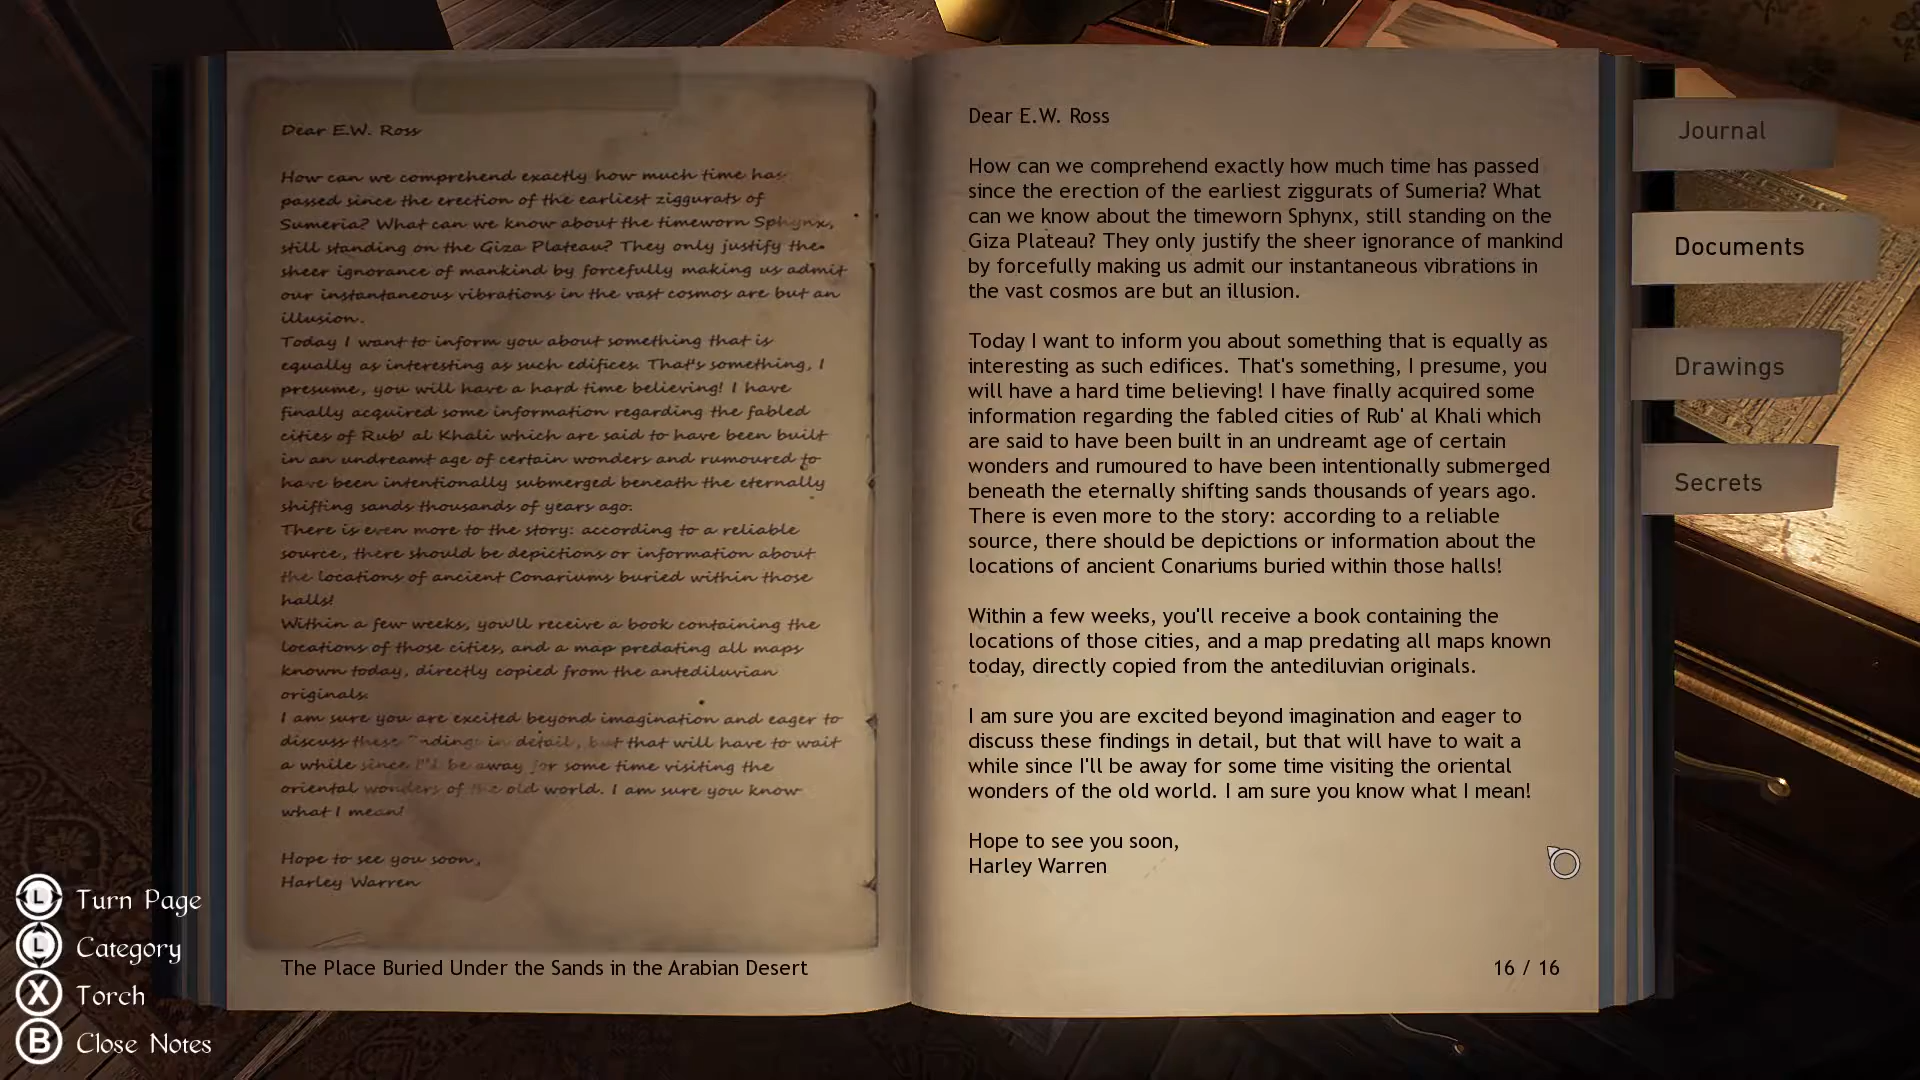 Dear E.W. Ross
How can we comprehend exactly how much time has
passed since the erection of the earliest ziggurats of
Sumeria? What can we know about the timeworn Sphynx,
still standing on the Giza Plateau? They only justify the
sheer ignorance of mankind by forcefully making us admit
our instantaneous vibrations in the vast cosmos are but an
illusion.
Today I want to inform you about something that is
equally as interesting as such edifices. That's something, I
presume, you will have a hard time believing! I have
finally acquired some information regarding the fabled
cities of Rub' al Khali which are said to have been built
in an undreamt age of certain wonders and rumoured to
have been intentionally submerged beneath the eternally
shifting sands thousands of years ago.
There is even more to the story: according to a reliable
source, there should be depictions or information about
the locations of ancient Conariums buried within those
halls!
Within a few weeks, you'll receive a book containing the
locations of those cities, and a map predating all maps
known today, directly copied from the antediluvian
originals.
I am sure you are excited beyond imagination and eager to
discuss these findings in detail, but that will have to wait
a while since I'll be away for some time visiting the
oriental wonders of the old world. I am sure you know
what I mean!
Hope to see you soon,
Harley Warren
The Place Buried Under the Sands in the Arabian Desert
Dear E.W. Ross
How can we comprehend exactly how much time has passed
since the erection of the earliest ziggurats of Sumeria? What
can we know about the timeworn Sphynx, still standing on the
Giza Plateau? They only justify the sheer ignorance of mankind
by forcefully making us admit our instantaneous vibrations in
the vast cosmos are but an illusion.
Today I want to inform you about something that is equally as
interesting as such edifices. That's something, I presume, you
will have a hard time believing! I have finally acquired some
information regarding the fabled cities of Rub' al Khali which
are said to have been built in an undreamt age of certain
wonders and rumoured to have been intentionally submerged
beneath the eternally shifting sands thousands of years ago.
There is even more to the story: according to a reliable
source, there should be depictions or information about the
locations of ancient Conariums buried within those halls!
Within a few weeks, you'll receive a book containing the
locations of those cities, and a map predating all maps known
today, directly copied from the antediluvian originals.
I am sure you are excited beyond imagination and eager to
discuss these findings in detail, but that will have to wait a
while since I'll be away for some time visiting the oriental
wonders of the old world. I am sure you know what I mean!
Hope to see you soon,
Harley Warren
16 / 16
Journal
Documents
Drawings
Secrets
L Turn Page
L Category
X Torch
B Close Notes